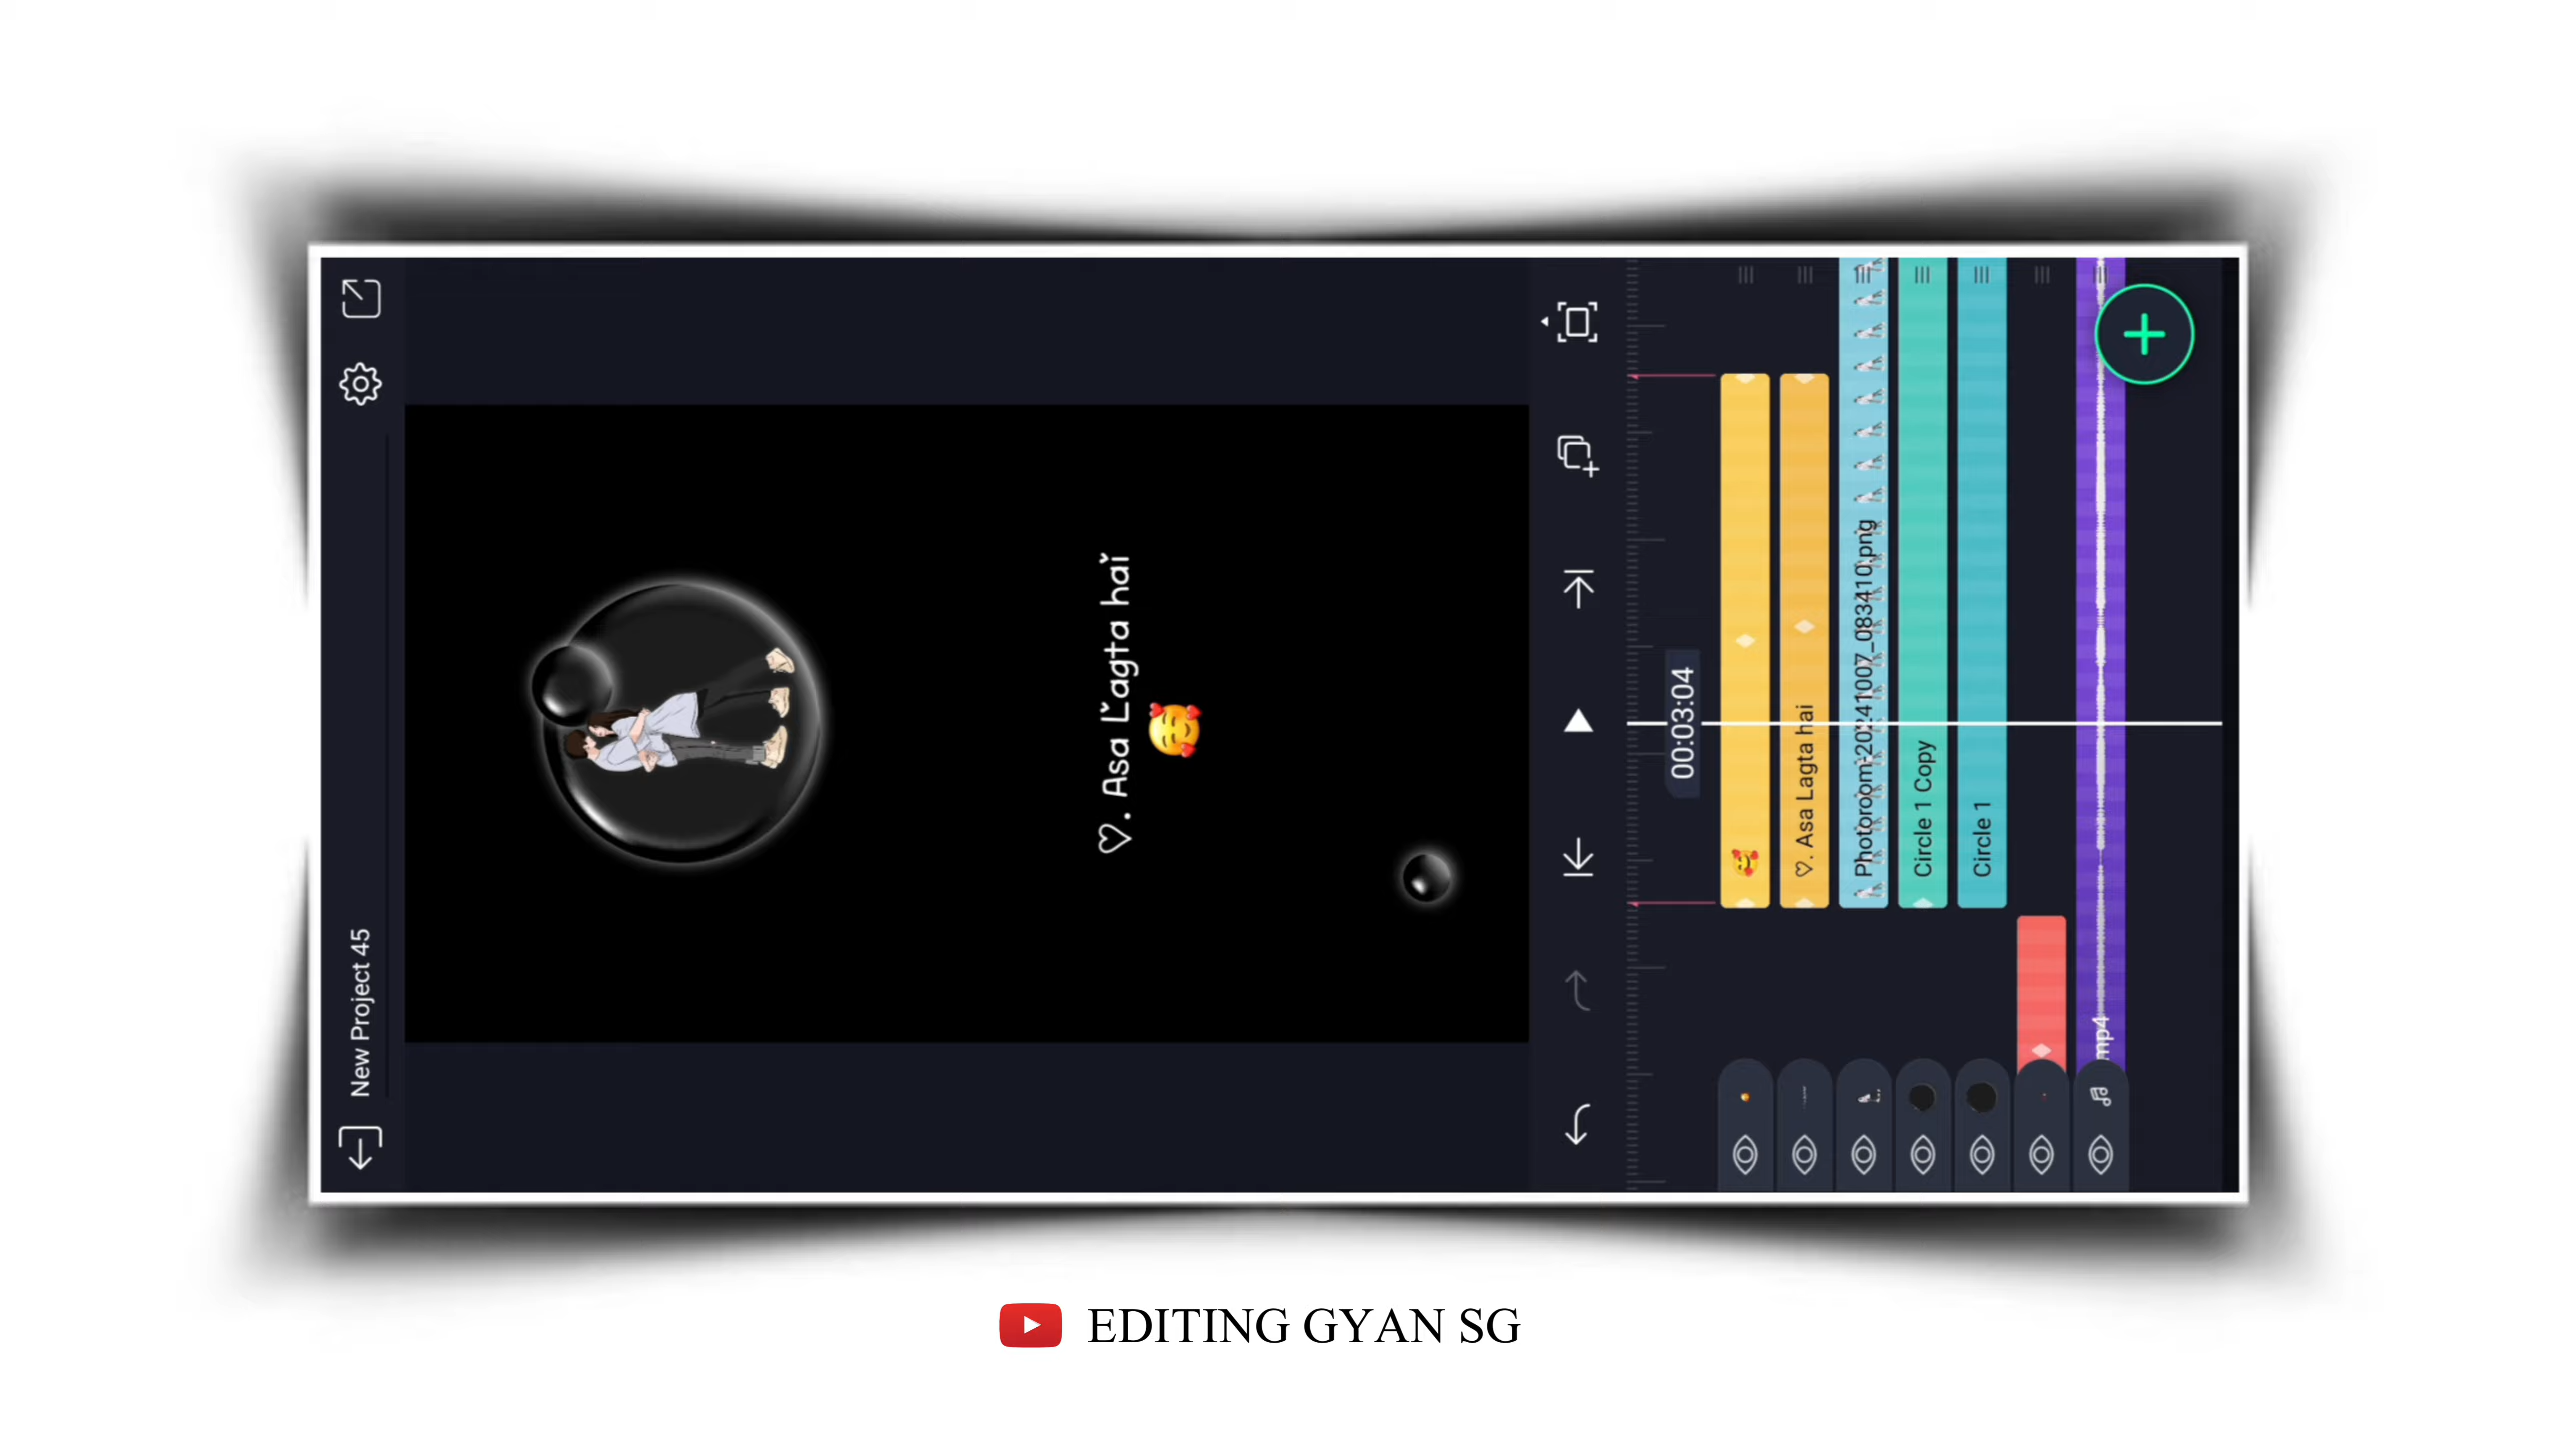 New Project 45
♡. Asa Lagta hai
🥰
00:03:04
🥰
♡. Asa Lagta hai
Photoroom-20241007_083410.png
Circle 1 Copy
Circle 1
mp4
EDITING GYAN SG